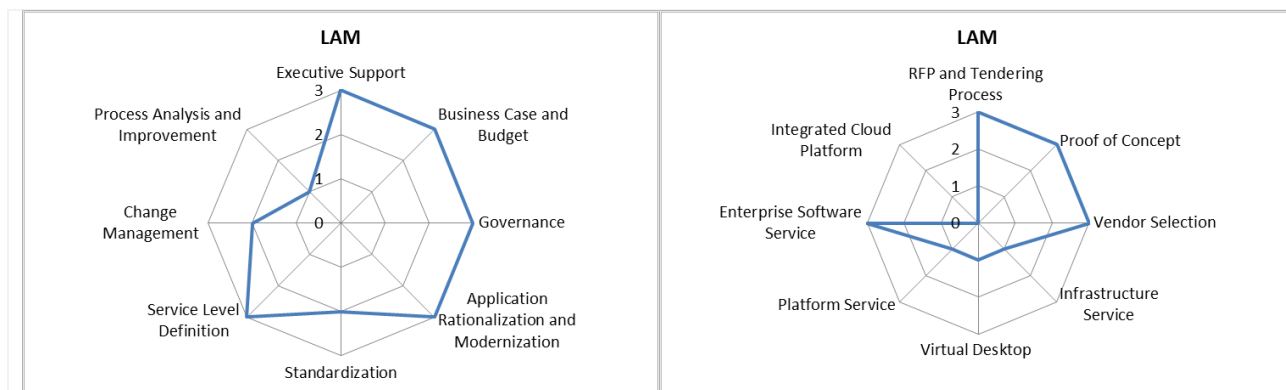 LAM
Executive Support
3
2
1
0
Business Case and
Budget
Governance
Application
Rationalization and
Modernization
Standardization
Service Level
Definition
Change
Management
Process Analysis and
Improvement
LAM
RFP and Tendering
Process
3
2
1
0
Proof of Concept
Vendor Selection
Infrastructure
Service
Virtual Desktop
Platform Service
Enterprise Software
Service
Integrated Cloud
Platform